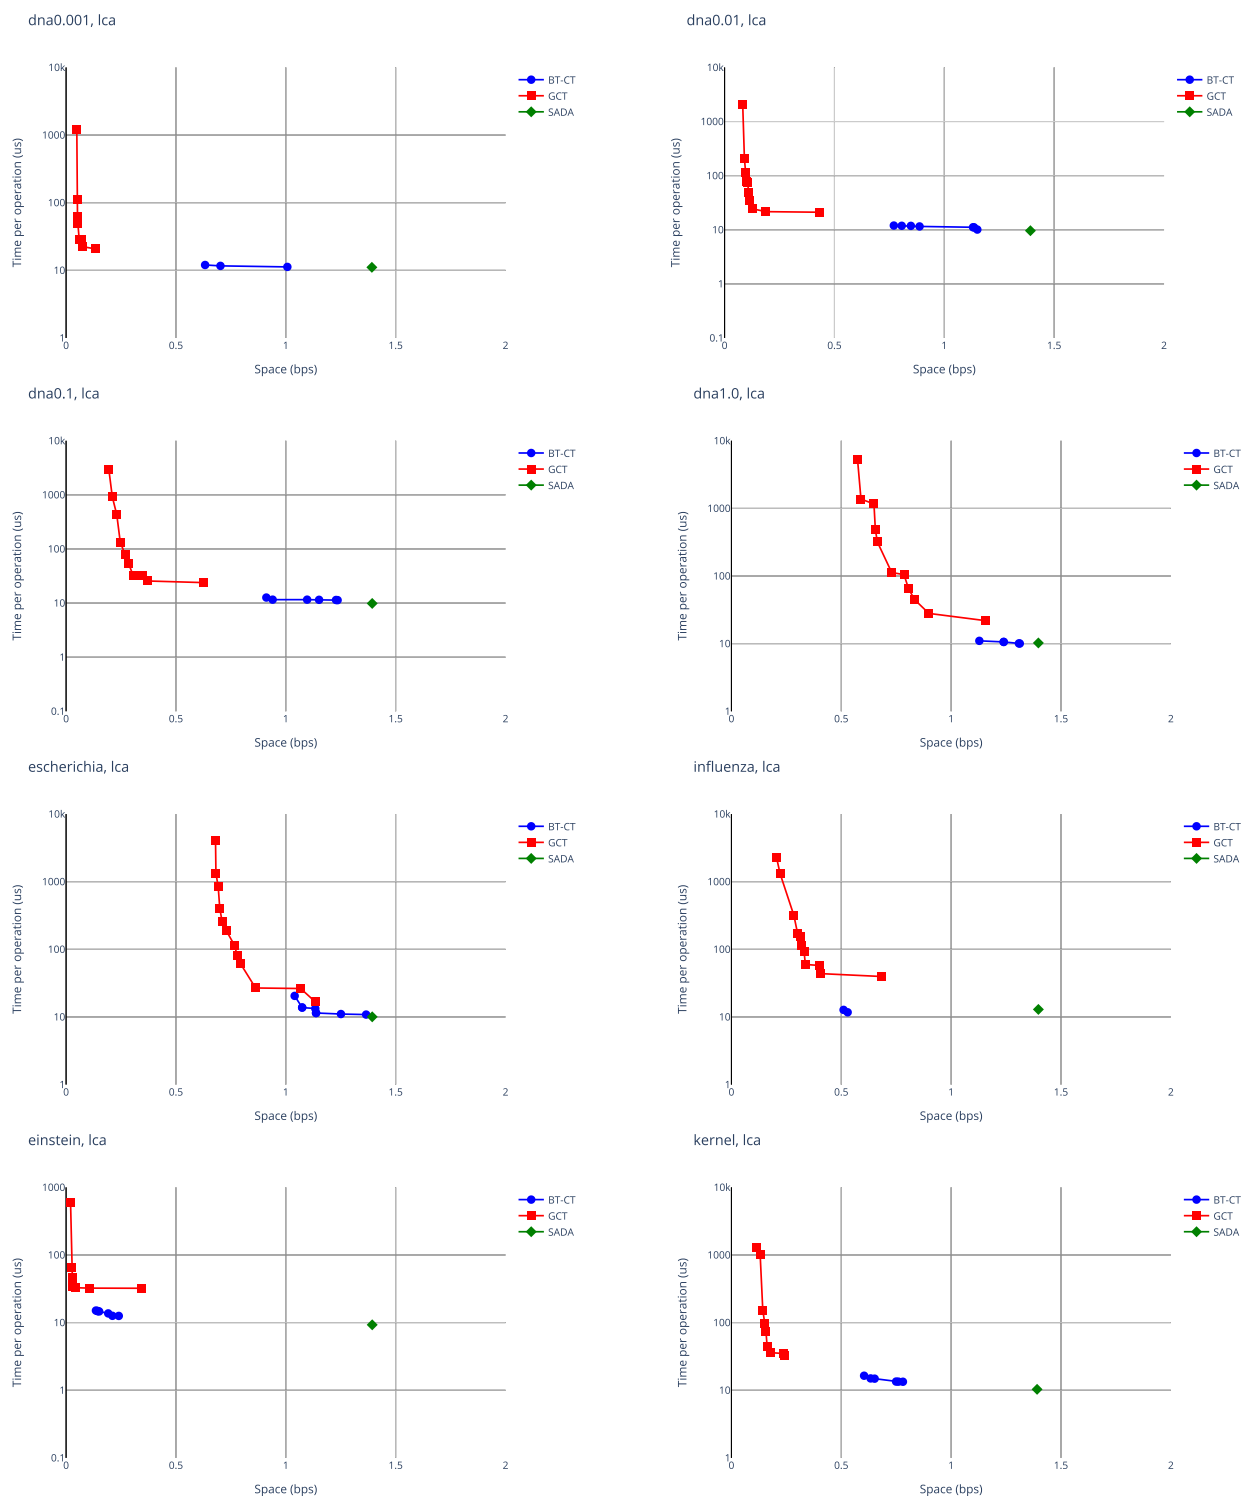 dna0.001, lca
10k
1000
100
10
1
0
0.5
1
1.5
2
Time per operation (us)
Space (bps)
BT-CT
GCT
SADA
dna0.01, lca
10k
1000
100
10
1
0.1
0
0.5
1
1.5
2
Time per operation (us)
Space (bps)
BT-CT
GCT
SADA
dna0.1, lca
10k
1000
100
10
1
0.1
0
0.5
1
1.5
2
Time per operation (us)
Space (bps)
BT-CT
GCT
SADA
dna1.0, lca
10k
1000
100
10
1
0
0.5
1
1.5
2
Time per operation (us)
Space (bps)
BT-CT
GCT
SADA
escherichia, lca
10k
1000
100
10
1
0
0.5
1
1.5
2
Time per operation (us)
Space (bps)
BT-CT
GCT
SADA
influenza, lca
10k
1000
100
10
1
0
0.5
1
1.5
2
Time per operation (us)
Space (bps)
BT-CT
GCT
SADA
einstein, lca
1000
100
10
1
0.1
0
0.5
1
1.5
2
Time per operation (us)
Space (bps)
BT-CT
GCT
SADA
kernel, lca
10k
1000
100
10
1
0
0.5
1
1.5
2
Time per operation (us)
Space (bps)
BT-CT
GCT
SADA